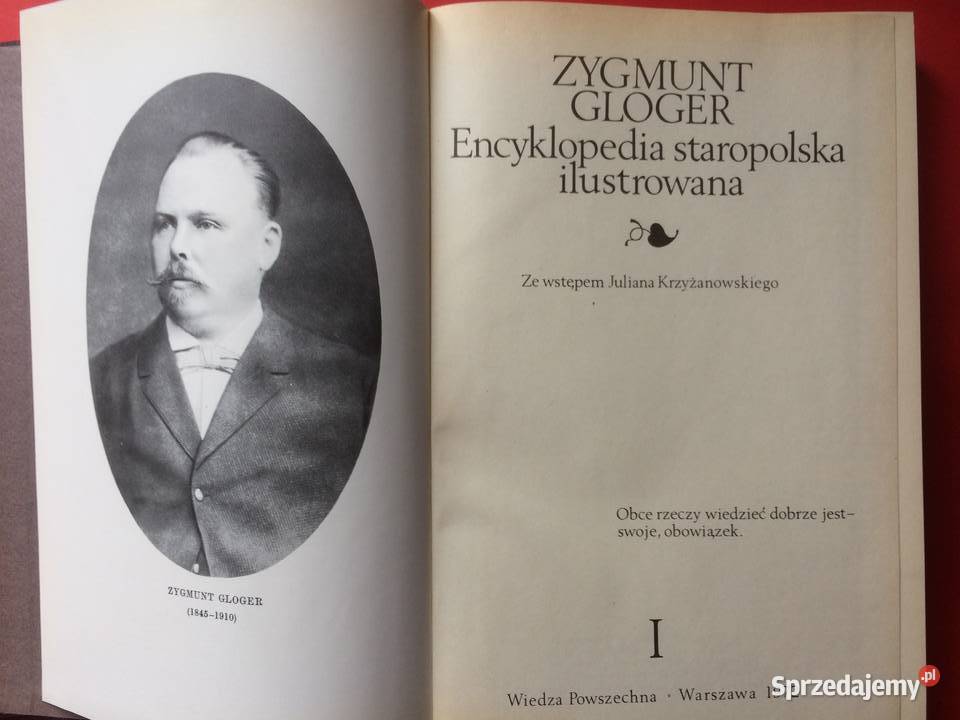 ZYGMUNT GLOGER
(1845–1910)
ZYGMUNT
GLOGER
Encyklopedia staropolska
ilustrowana
Ze wstępem Juliana Krzyżanowskiego
Obce rzeczy wiedzieć dobrze jest–
swoje, obowiązek.
I
Wiedza Powszechna • Warszawa
Sprzedajemy.pl